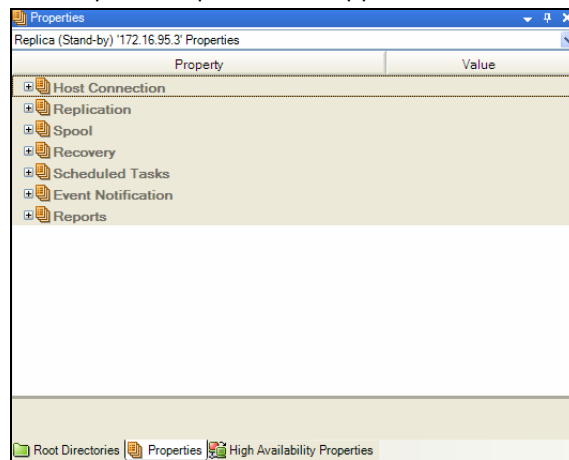 Properties
Replica (Stand-by) '172.16.95.3' Properties
Property Value
Host Connection
Replication
Spool
Recovery
Scheduled Tasks
Event Notification
Reports
Root Directories Properties High Availability Properties